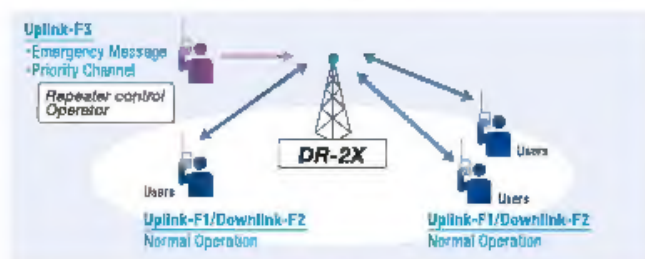 Uplink-F3
•Emergency Message
•Priority Channel
Repeater control
Operator
DR-2X
Users
Users
Users
Uplink-F1/Downlink-F2
Normal Operation
Uplink-F1/Downlink-F2
Normal Operation